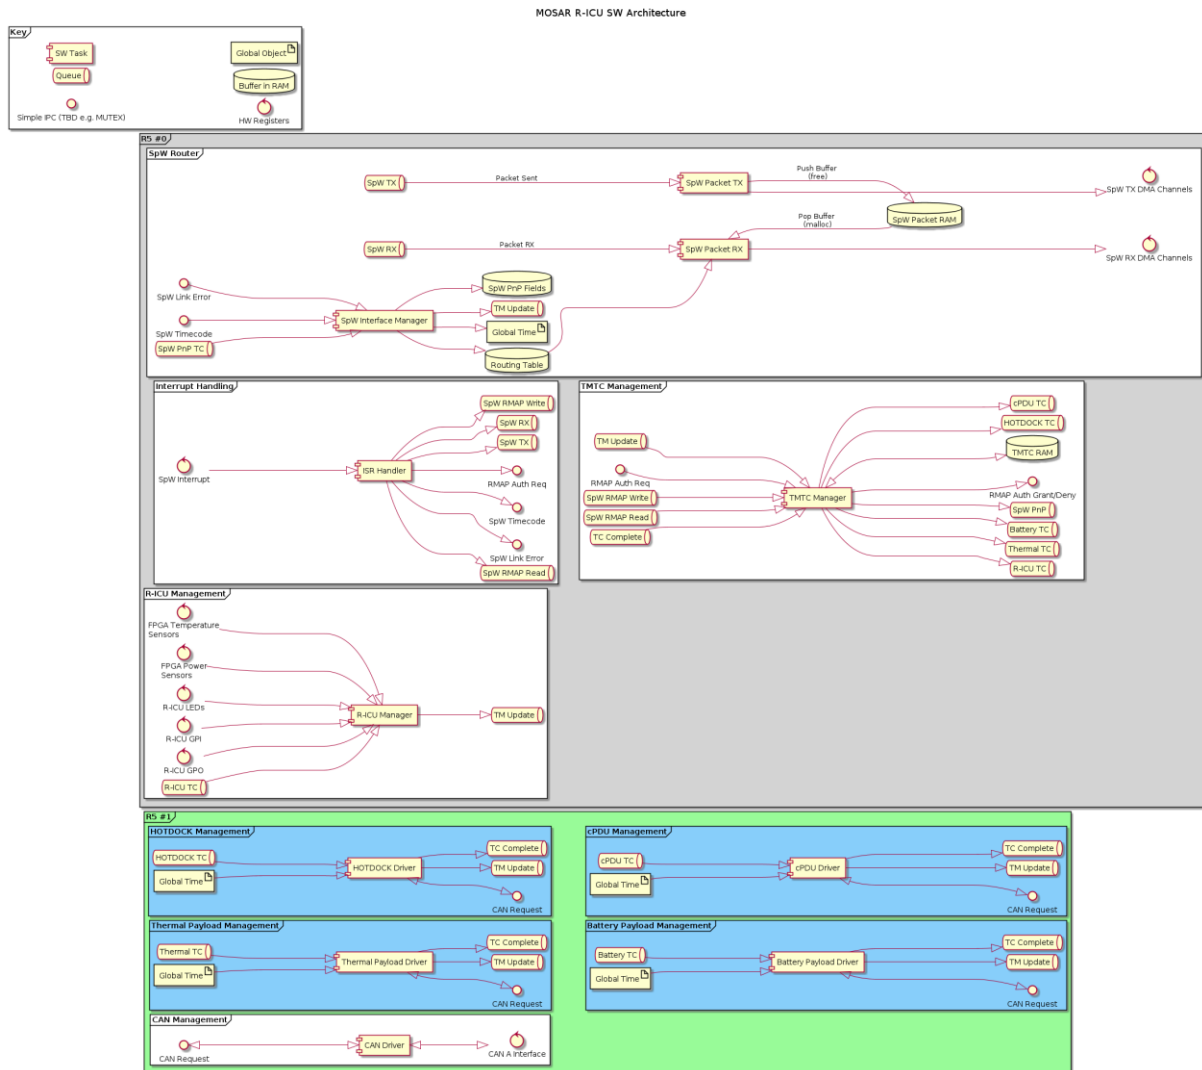 MOSAR R-ICU SW Architecture
Key
SW Task
Global Object
Queue
Buffer in RAM
Simple IPC (TBD e.g. MUTEX)
HW Registers
R5 #0
SpW Router
SpW TX
Packet Sent
SpW Packet TX
Push Buffer
(free)
SpW TX DMA Channels
SpW Packet RAM
Pop Buffer
(malloc)
SpW RX
Packet RX
SpW Packet RX
SpW RX DMA Channels
SpW Link Error
SpW PnP Fields
TM Update
SpW Interface Manager
SpW Timecode
Global Time
SpW PnP TC
Routing Table
Interrupt Handling
SpW RMAP Write
SpW RX
SpW TX
SpW Interrupt
ISR Handler
RMAP Auth Req
SpW Timecode
SpW Link Error
SpW RMAP Read
TMTC Management
cPDU TC
HOTDOCK TC
TM Update
TMTC RAM
RMAP Auth Req
RMAP Auth Grant/Deny
SpW RMAP Write
TMTC Manager
SpW PnP
SpW RMAP Read
Battery TC
TC Complete
Thermal TC
R-ICU TC
R-ICU Management
FPGA Temperature
Sensors
FPGA Power
Sensors
R-ICU LEDs
R-ICU Manager
TM Update
R-ICU GPI
R-ICU GPO
R-ICU TC
R5 #1
HOTDOCK Management
HOTDOCK TC
Global Time
HOTDOCK Driver
TC Complete
TM Update
CAN Request
cPDU Management
cPDU TC
Global Time
cPDU Driver
TC Complete
TM Update
CAN Request
Thermal Payload Management
Thermal TC
Global Time
Thermal Payload Driver
TC Complete
TM Update
CAN Request
Battery Payload Management
Battery TC
Global Time
Battery Payload Driver
TC Complete
TM Update
CAN Request
CAN Management
CAN Request
CAN Driver
CAN A Interface